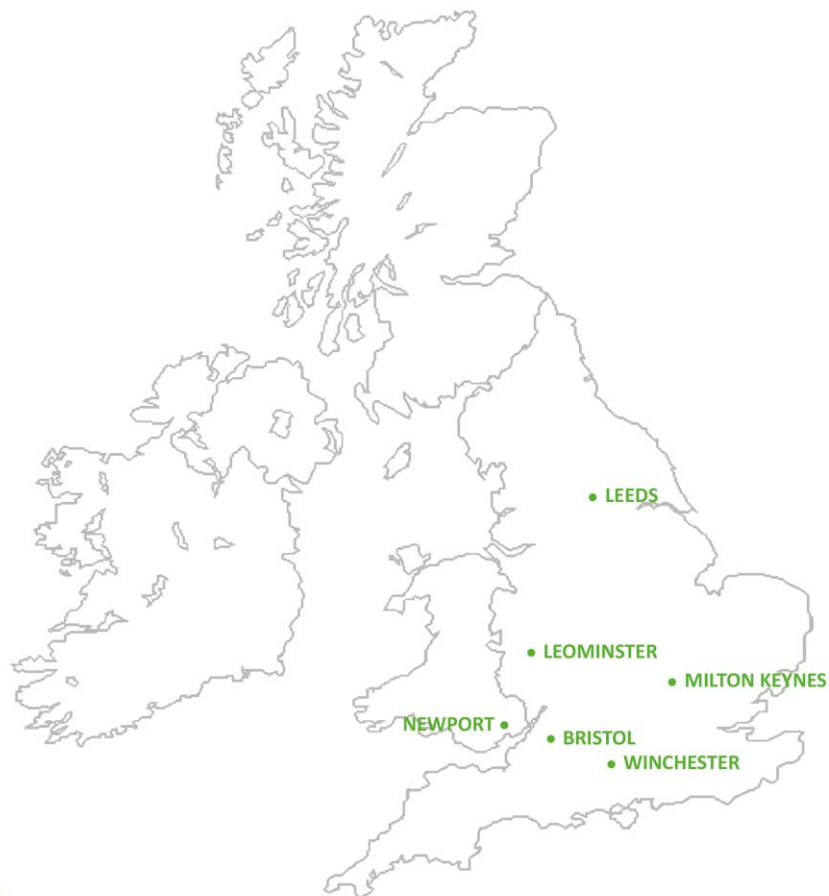 LEEDS
LEOMINSTER
MILTON KEYNES
NEWPORT
BRISTOL
WINCHESTER